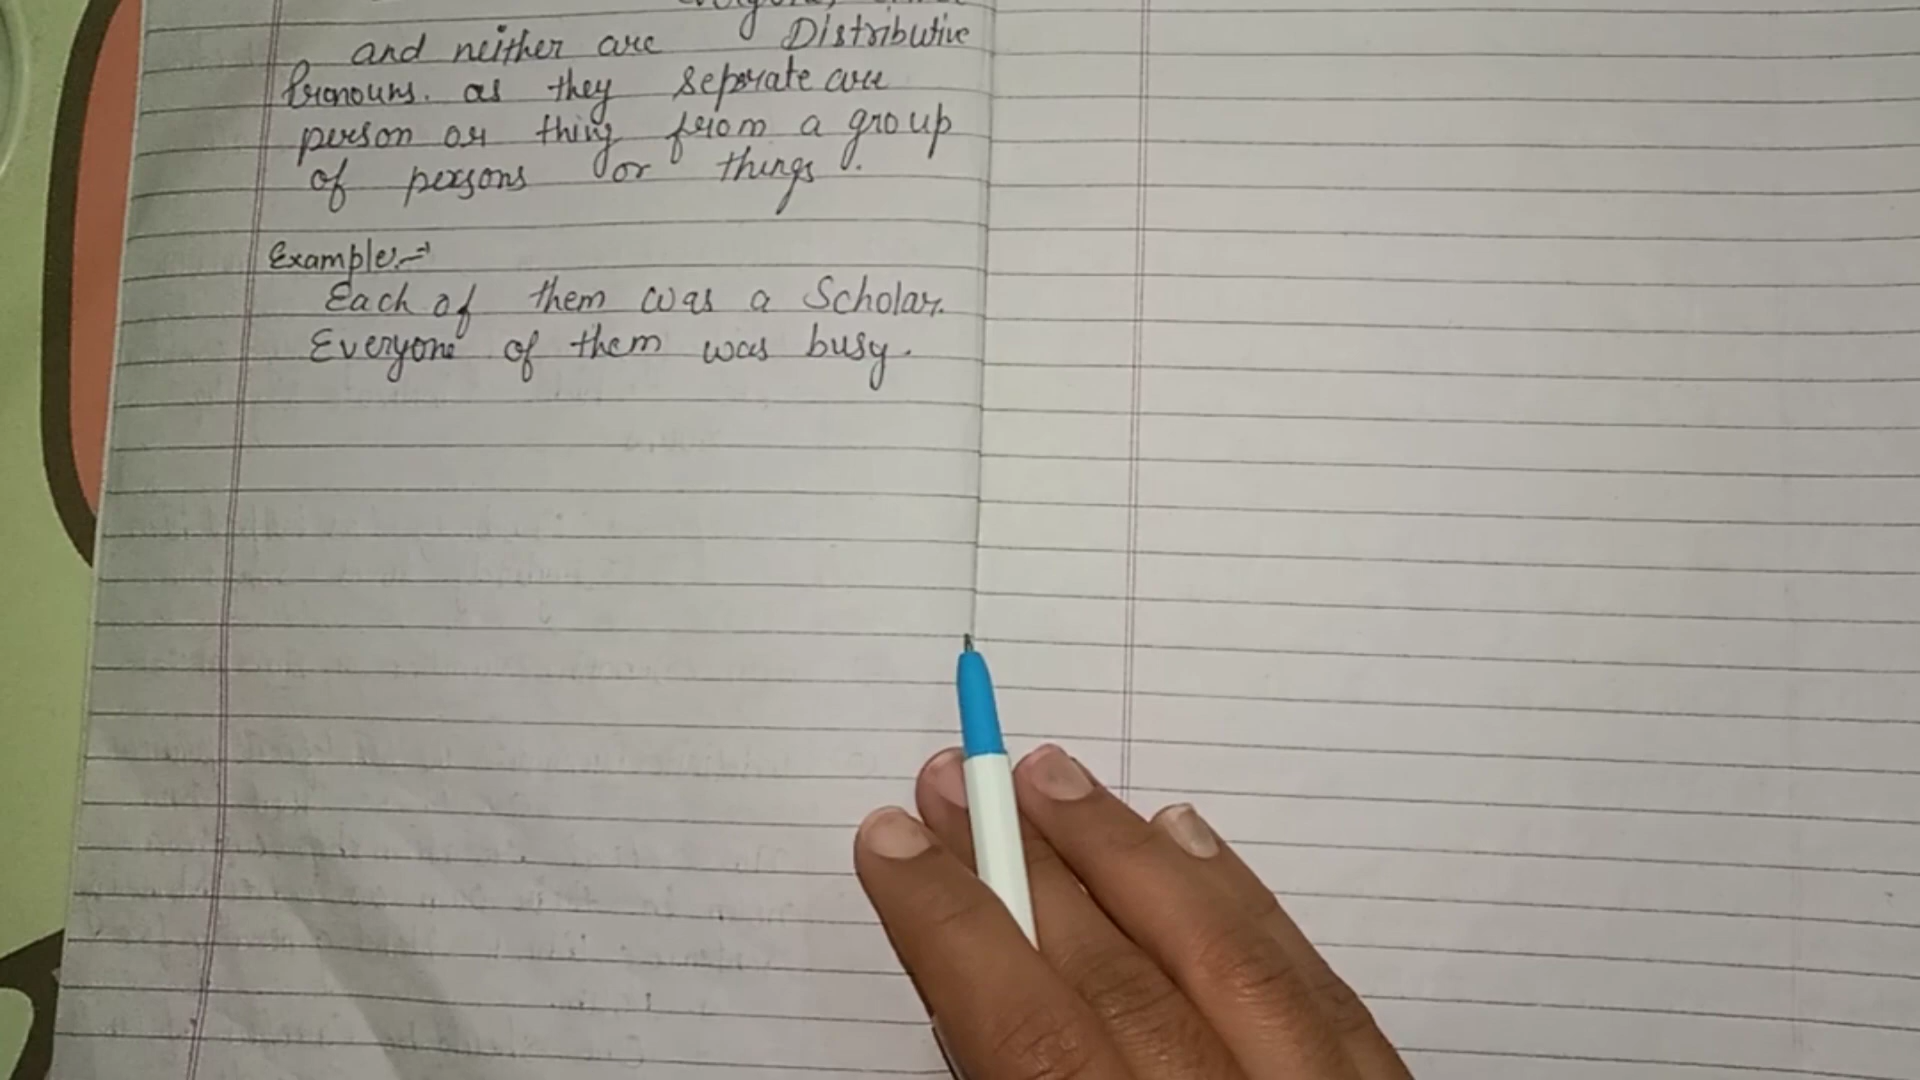 and neither are Distributive
Pronouns. as they seperate are
person or thing from a group
of persons or things.
Example:-
Each of them was a Scholar.
Everyone of them was busy.